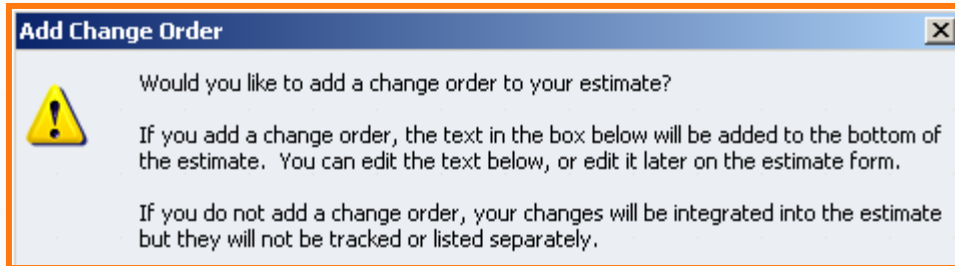 Add Change Order
Would you like to add a change order to your estimate?
If you add a change order, the text in the box below will be added to the bottom of
the estimate. You can edit the text below, or edit it later on the estimate form.
If you do not add a change order, your changes will be integrated into the estimate
but they will not be tracked or listed separately.